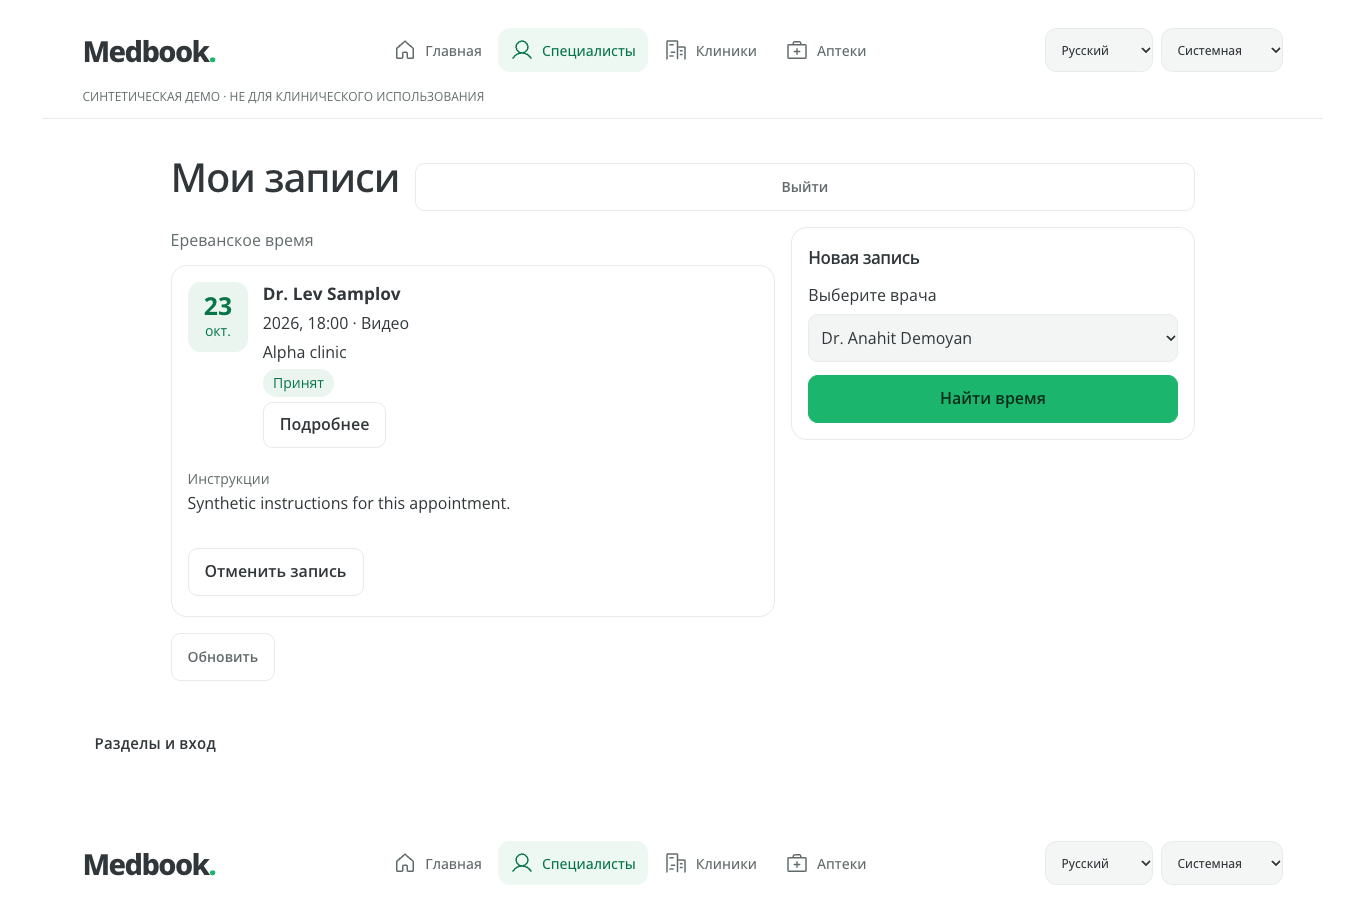 Medbook.
Главная
Специалисты
Клиники
Аптеки
Русский
Системная
СИНТЕТИЧЕСКАЯ ДЕМО · НЕ ДЛЯ КЛИНИЧЕСКОГО ИСПОЛЬЗОВАНИЯ
Мои записи
Выйти
Ереванское время
23
окт.
Dr. Lev Samplov
2026, 18:00 · Видео
Alpha clinic
Принят
Подробнее
Инструкции
Synthetic instructions for this appointment.
Отменить запись
Обновить
Новая запись
Выберите врача
Dr. Anahit Demoyan
Найти время
Разделы и вход
Medbook.
Главная
Специалисты
Клиники
Аптеки
Русский
Системная